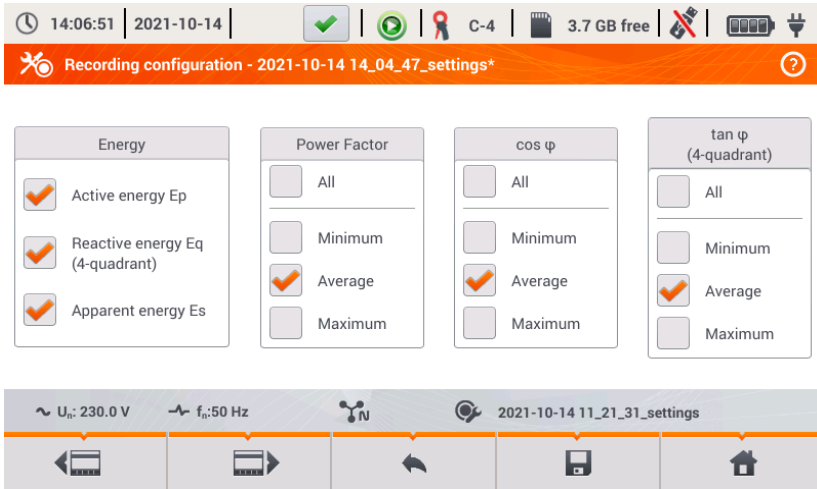 14:06:51 2021-10-14 C-4 3.7 GB free
Recording configuration - 2021-10-14 14_04_47_settings* ?
Energy
Active energy Ep
Reactive energy Eq
(4-quadrant)
Apparent energy Es
Power Factor
All
Minimum
Average
Maximum
cos φ
All
Minimum
Average
Maximum
tan φ
(4-quadrant)
All
Minimum
Average
Maximum
Un: 230.0 V fn:50 Hz N 2021-10-14 11_21_31_settings